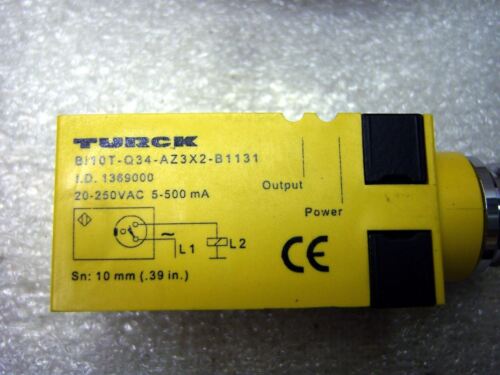 TURCK
BI10T-Q34-AZ3X2-B1131
I.D. 1369000
20-250VAC 5-500 mA
Output
Power
~
L1
L2
CE
Sn: 10 mm (.39 in.)